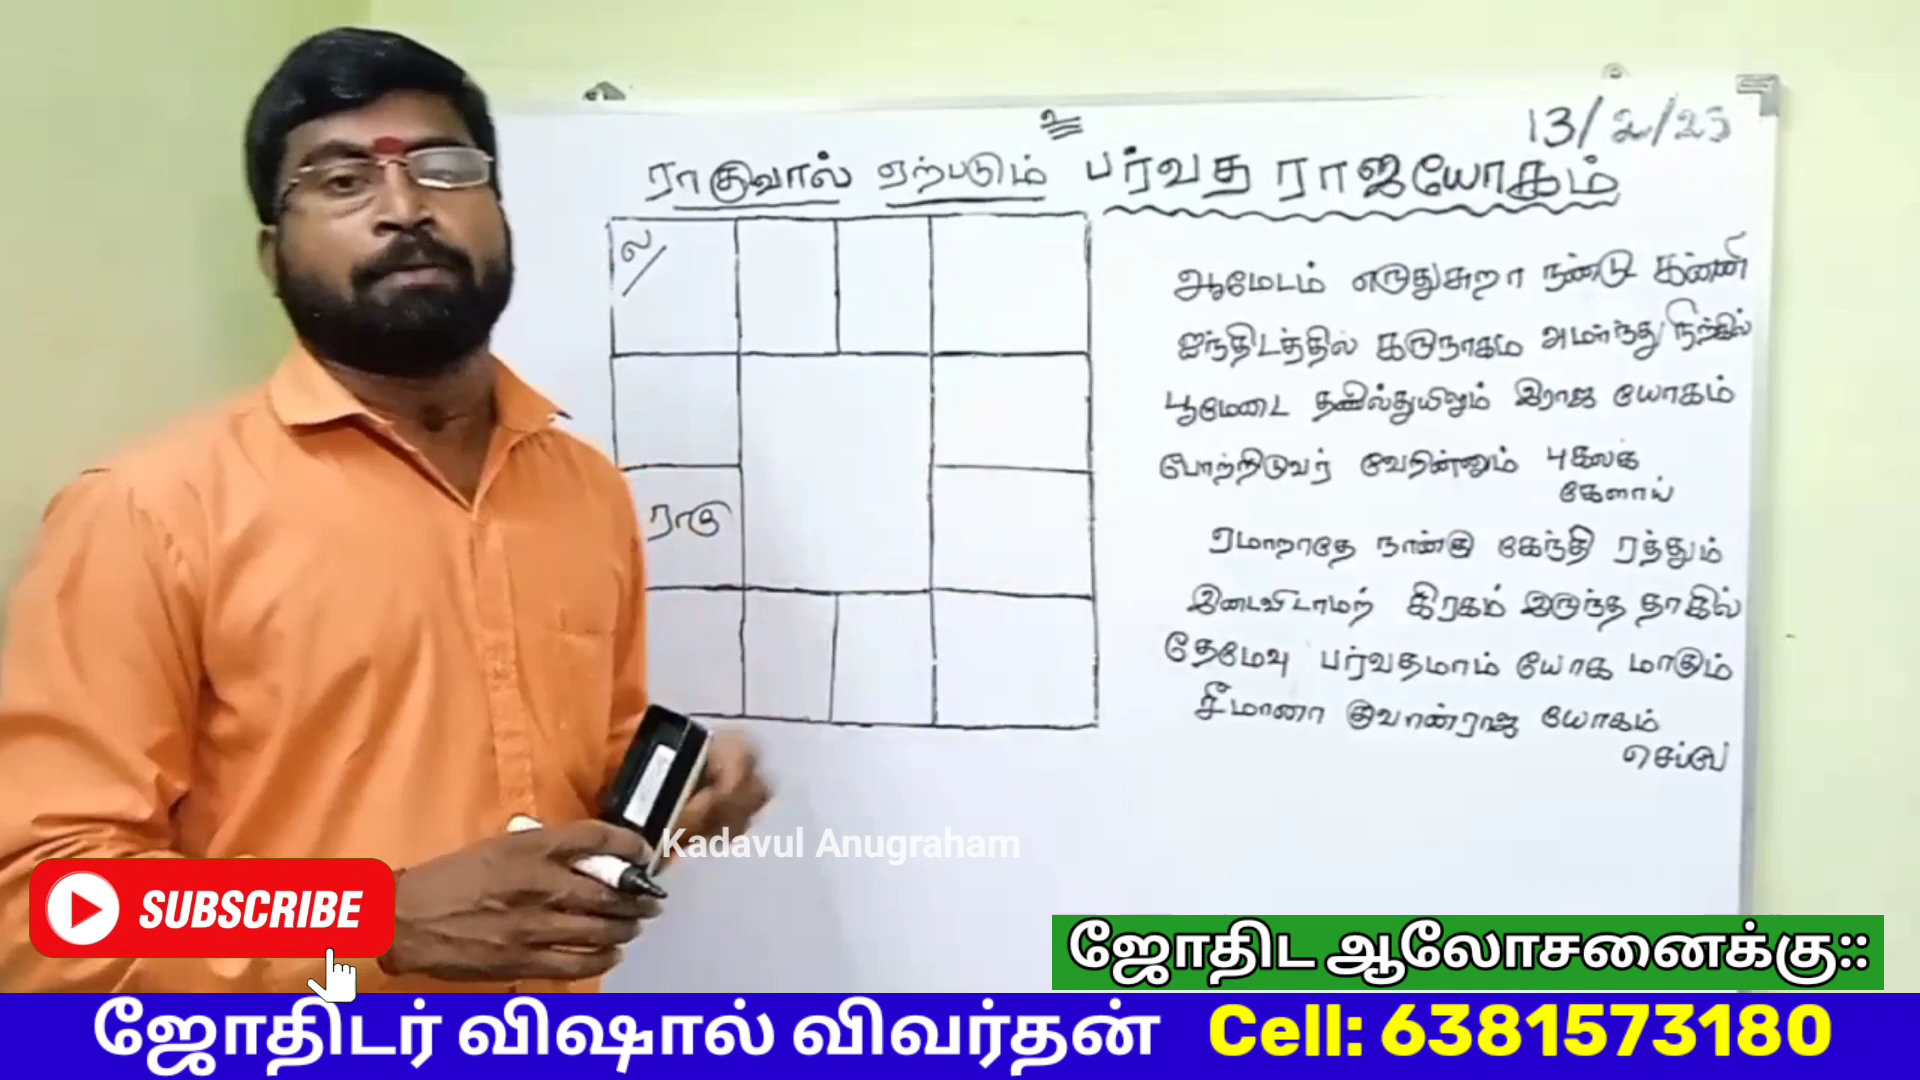 உ
13/2/25
ராகுவால் ஏற்படும் பர்வத ராஜயோகம்
ல
ராகு
ஆமேடம் எருதுசுறா நண்டு கன்னி
ஐந்திடத்தில் கருநாகம் அமர்ந்து நிற்கில்
பூமேடை தனில்துயிலும் இராஜ யோகம்
போற்றிடுவர் வேறின்னும் புகலக்
கேளாய்
ஏமாறாதே நான்கு கேந்தி ரத்தும்
இடைவிடாமற் கிரகம் இருந்த தாகில்
தேமேவு பர்வதமாம் யோக மாகும்
சீமானா குவான்ராஜ யோகம்
செப்பே
Kadavul Anugraham
SUBSCRIBE
ஜோதிட ஆலோசனைக்கு::
ஜோதிடர் விஷால் விவர்தன் Cell: 6381573180